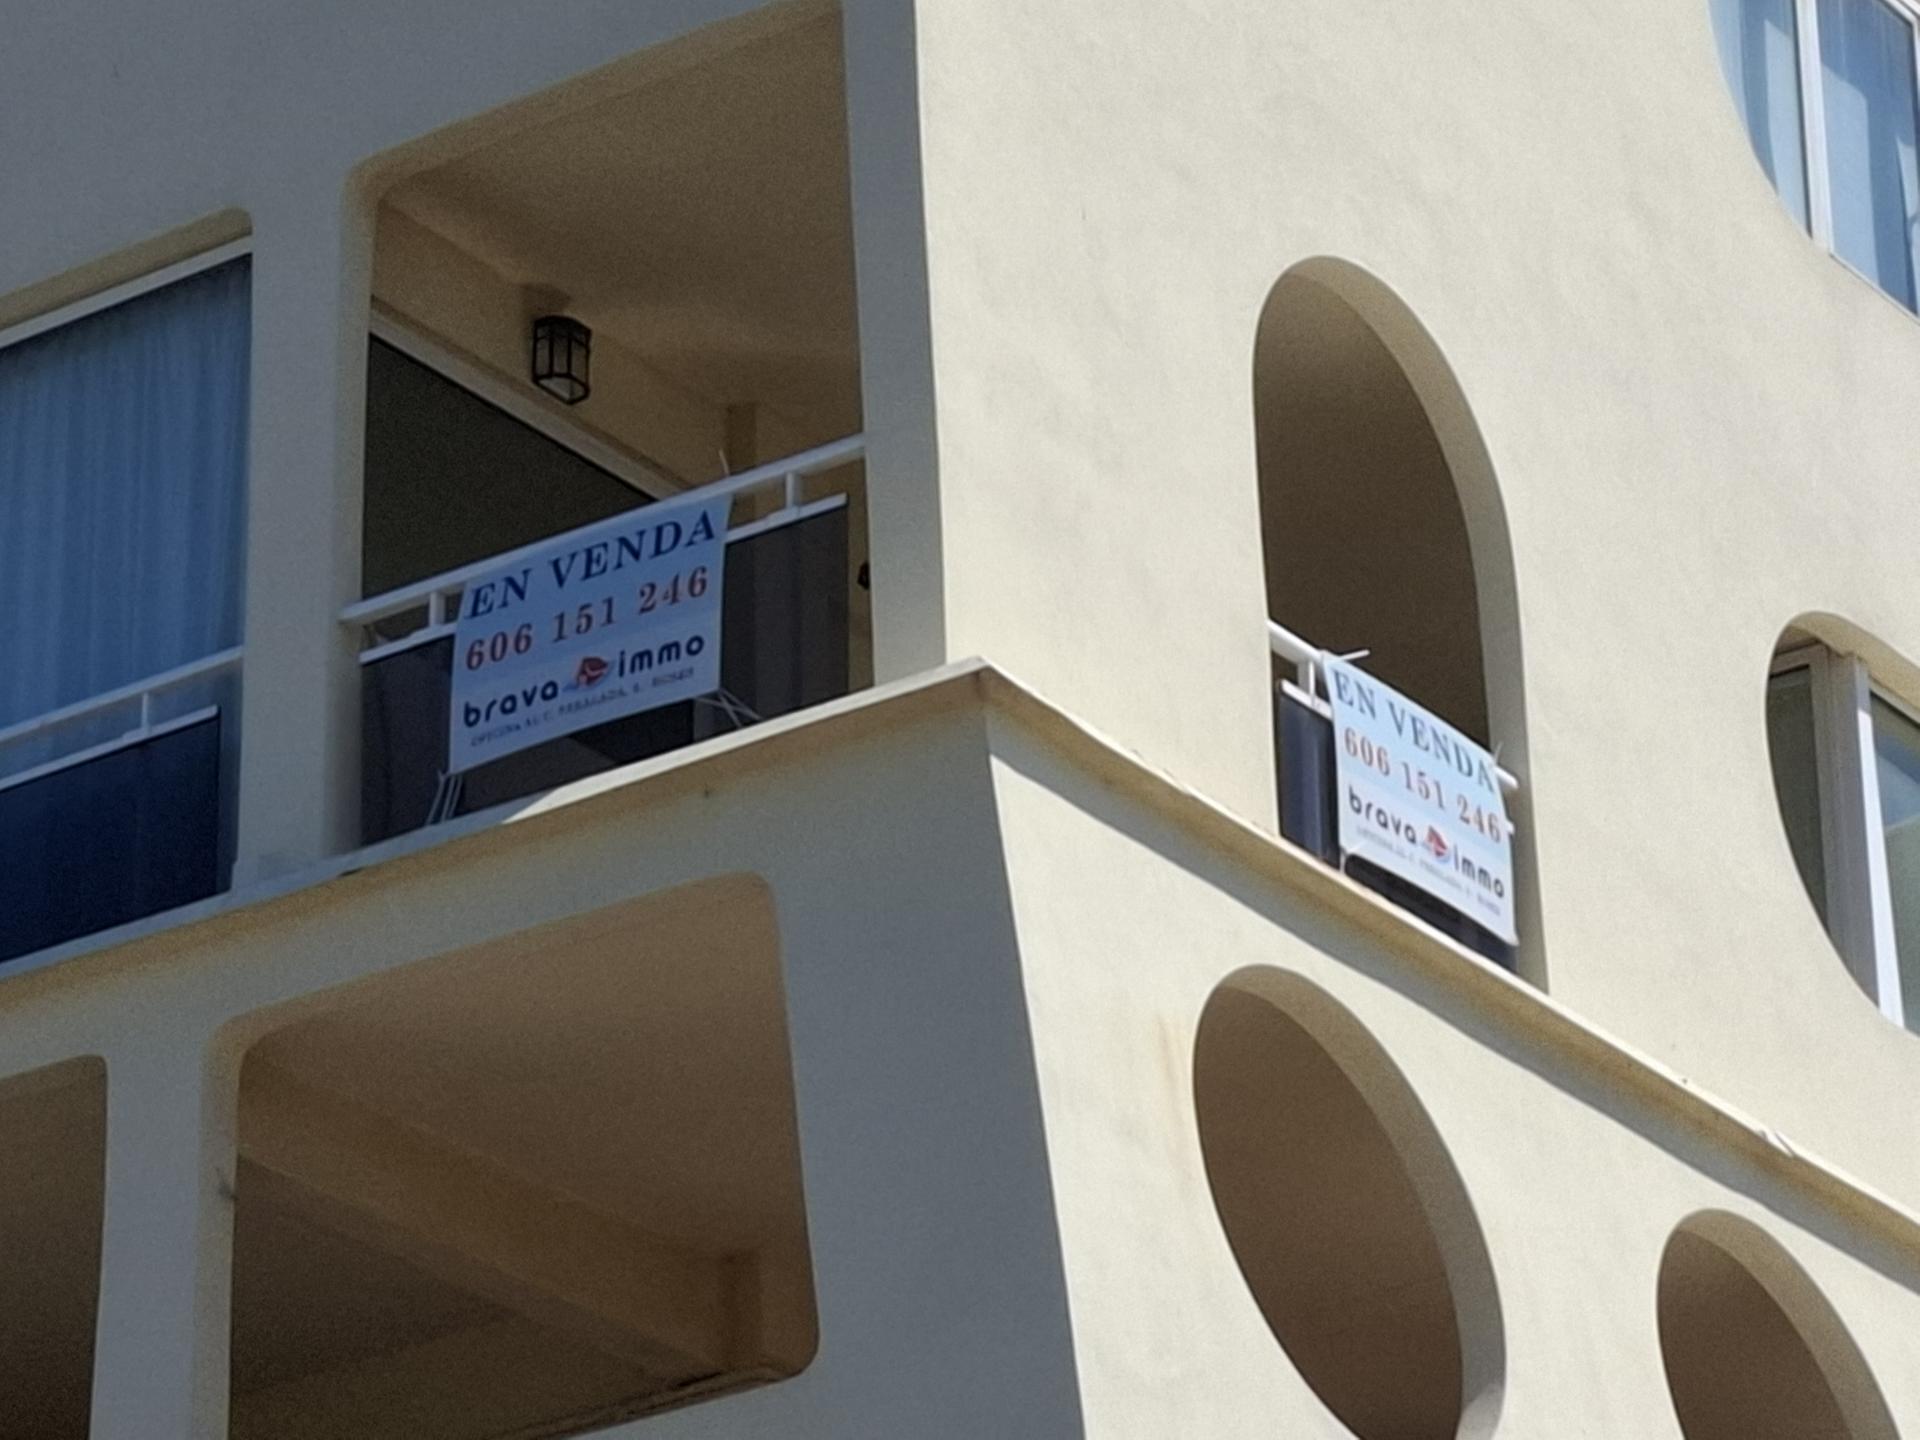 EN VENDA
606 151 246
brava immo
EN VENDA
606 151 246
brava immo